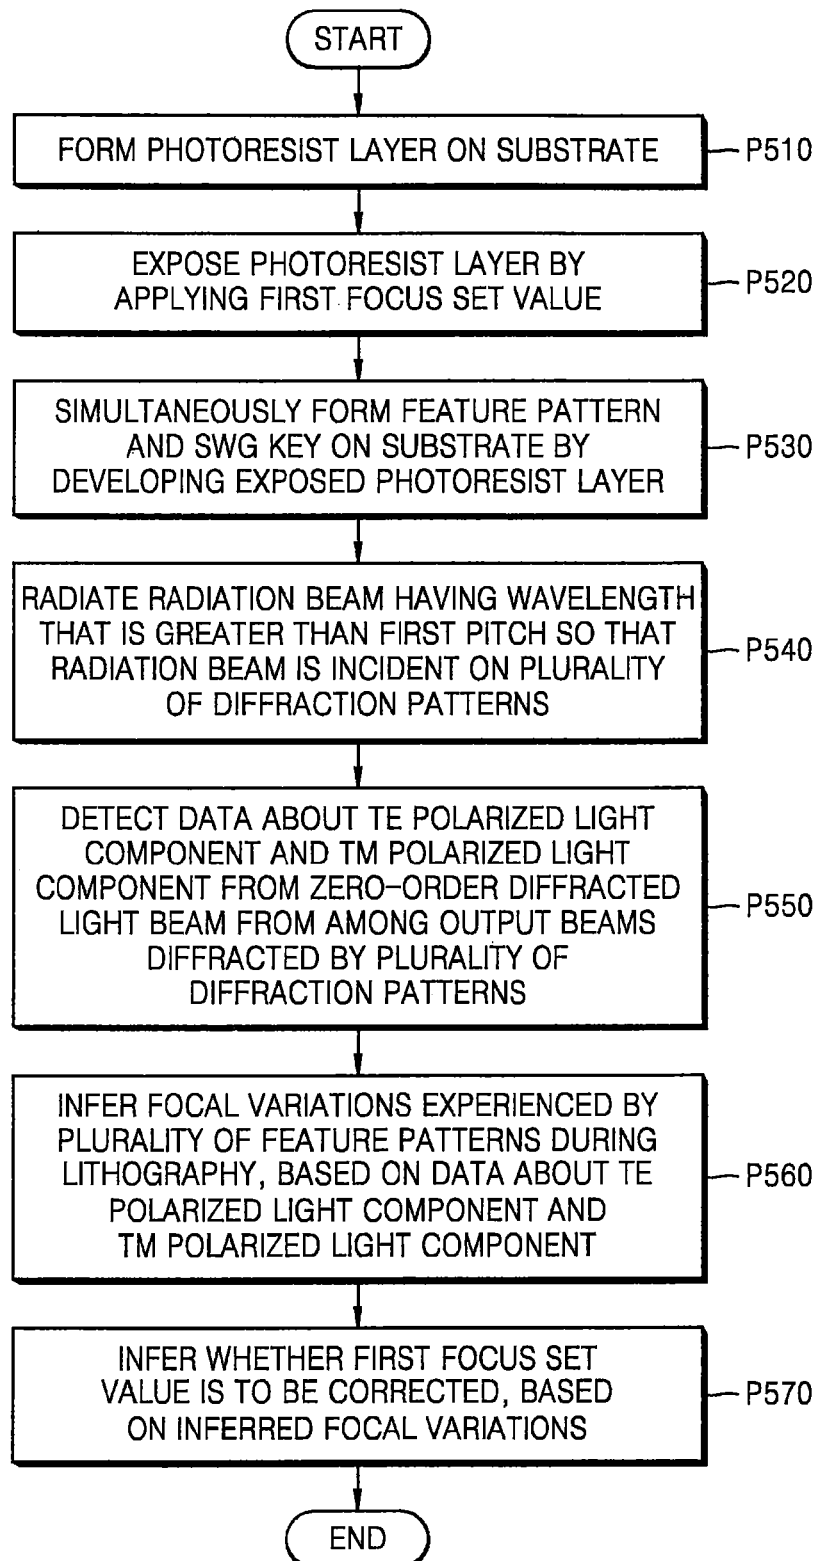 START
FORM PHOTORESIST LAYER ON SUBSTRATE
P510
EXPOSE PHOTORESIST LAYER BY
APPLYING FIRST FOCUS SET VALUE
P520
SIMULTANEOUSLY FORM FEATURE PATTERN
AND SWG KEY ON SUBSTRATE BY
DEVELOPING EXPOSED PHOTORESIST LAYER
P530
RADIATE RADIATION BEAM HAVING WAVELENGTH
THAT IS GREATER THAN FIRST PITCH SO THAT
RADIATION BEAM IS INCIDENT ON PLURALITY
OF DIFFRACTION PATTERNS
P540
DETECT DATA ABOUT TE POLARIZED LIGHT
COMPONENT AND TM POLARIZED LIGHT
COMPONENT FROM ZERO-ORDER DIFFRACTED
LIGHT BEAM FROM AMONG OUTPUT BEAMS
DIFFRACTED BY PLURALITY OF
DIFFRACTION PATTERNS
P550
INFER FOCAL VARIATIONS EXPERIENCED BY
PLURALITY OF FEATURE PATTERNS DURING
LITHOGRAPHY, BASED ON DATA ABOUT TE
POLARIZED LIGHT COMPONENT AND
TM POLARIZED LIGHT COMPONENT
P560
INFER WHETHER FIRST FOCUS SET
VALUE IS TO BE CORRECTED, BASED
ON INFERRED FOCAL VARIATIONS
P570
END